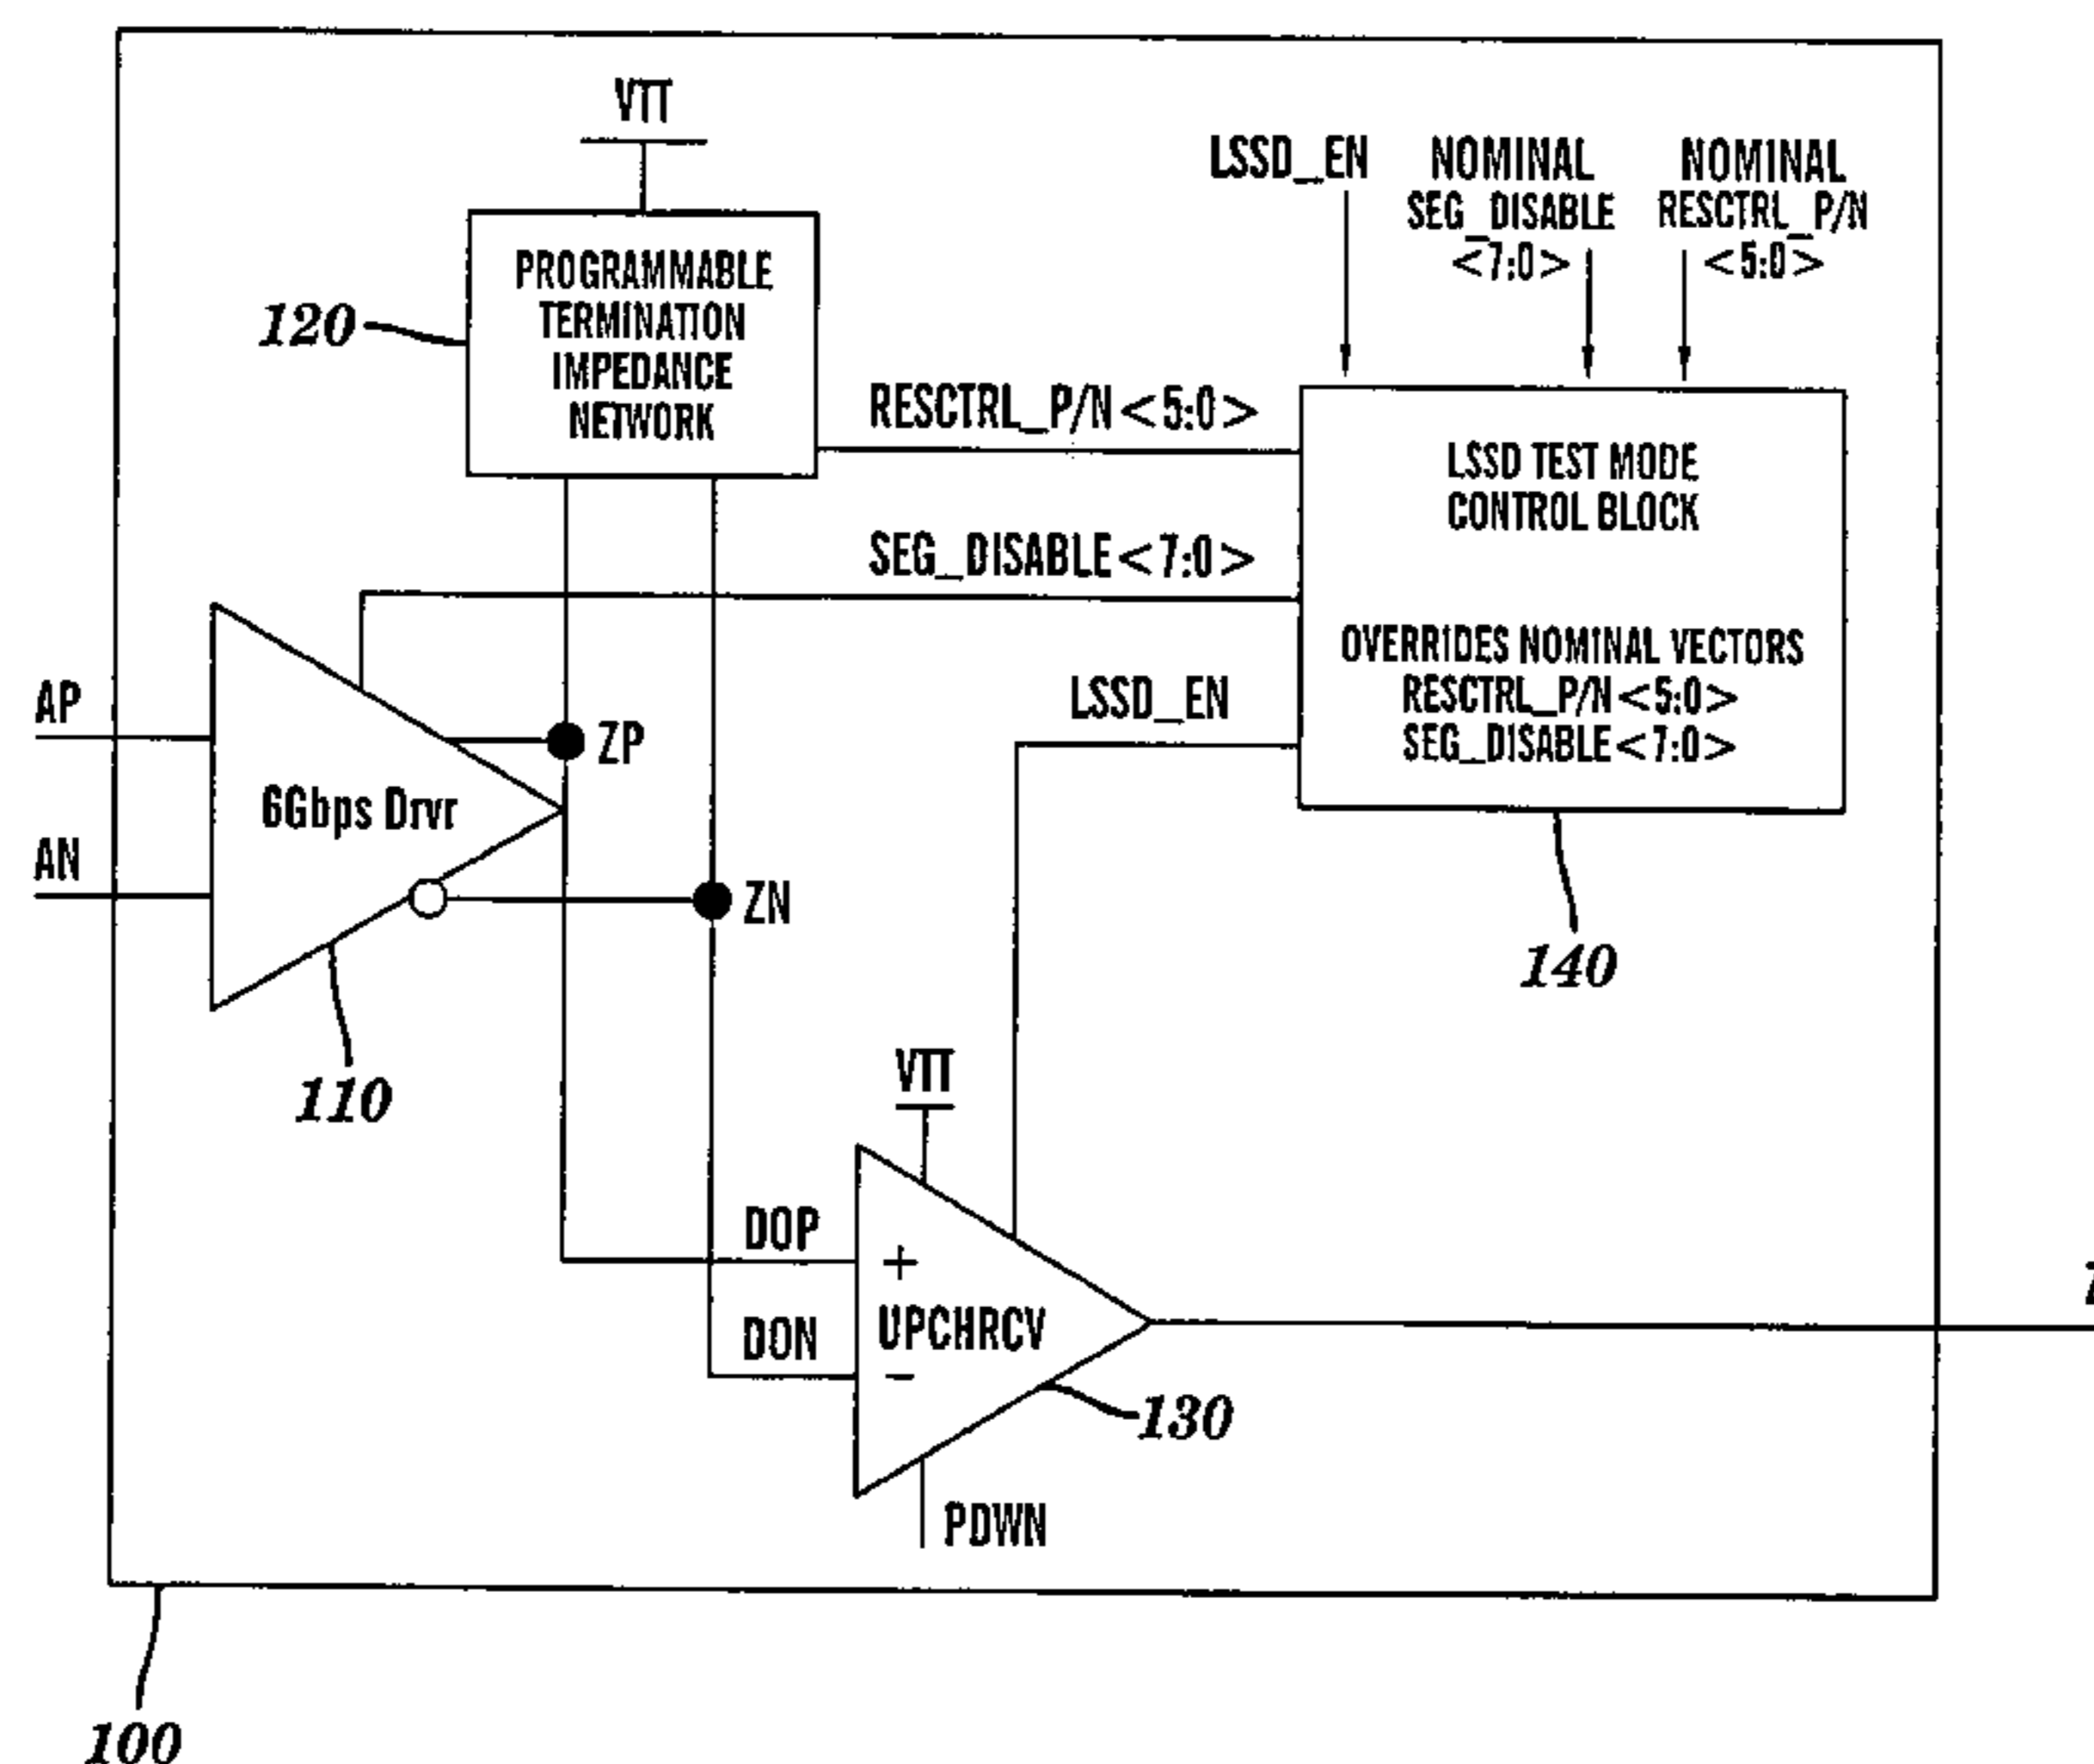 VTT
LSSD_EN
NOMINAL
SEG_DISABLE
<7:0>
NOMINAL
RESCTRL_P/N
<5:0>
PROGRAMMABLE
TERMINATION
IMPEDANCE
NETWORK
120
RESCTRL_P/N<5:0>
LSSD TEST MODE
CONTROL BLOCK
SEG_DISABLE<7:0>
OVERRIDES NOMINAL VECTORS
RESCTRL_P/N<5:0>
SEG_DISABLE<7:0>
LSSD_EN
AP
ZP
6Gbps Drvr
AN
ZN
140
110
VTT
DOP
+
UPCHRCV
DON
−
130
PDWN
100